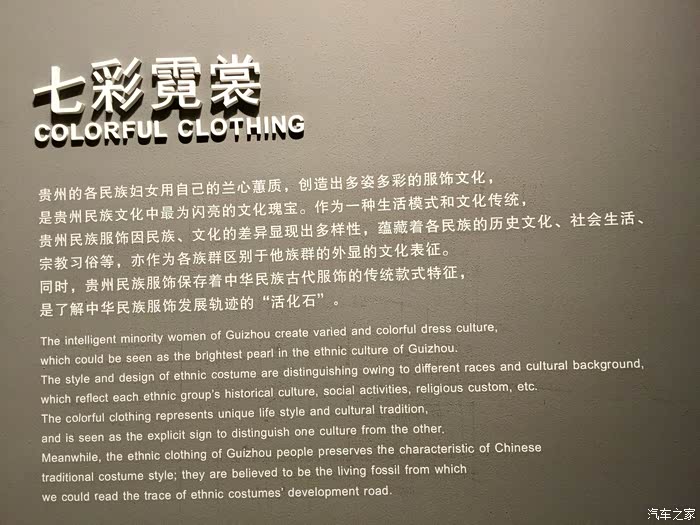 七彩霓裳
COLORFUL CLOTHING
贵州的各民族妇女用自己的兰心蕙质，创造出多姿多彩的服饰文化，
是贵州民族文化中最为闪亮的文化瑰宝。作为一种生活模式和文化传统，
贵州民族服饰因民族、文化的差异显现出多样性，蕴藏着各民族的历史文化、社会生活、
宗教习俗等，亦作为各族群区别于他族群的外显的文化表征。
同时，贵州民族服饰保存着中华民族古代服饰的传统款式特征，
是了解中华民族服饰发展轨迹的“活化石”。
The intelligent minority women of Guizhou create varied and colorful dress culture,
which could be seen as the brightest pearl in the ethnic culture of Guizhou.
The style and design of ethnic costume are distinguishing owing to different races and cultural background,
which reflect each ethnic group's historical culture, social activities, religious custom, etc.
The colorful clothing represents unique life style and cultural tradition,
and is seen as the explicit sign to distinguish one culture from the other.
Meanwhile, the ethnic clothing of Guizhou people preserves the characteristic of Chinese
traditional costume style; they are believed to be the living fossil from which
we could read the trace of ethnic costumes' development road.
汽车之家